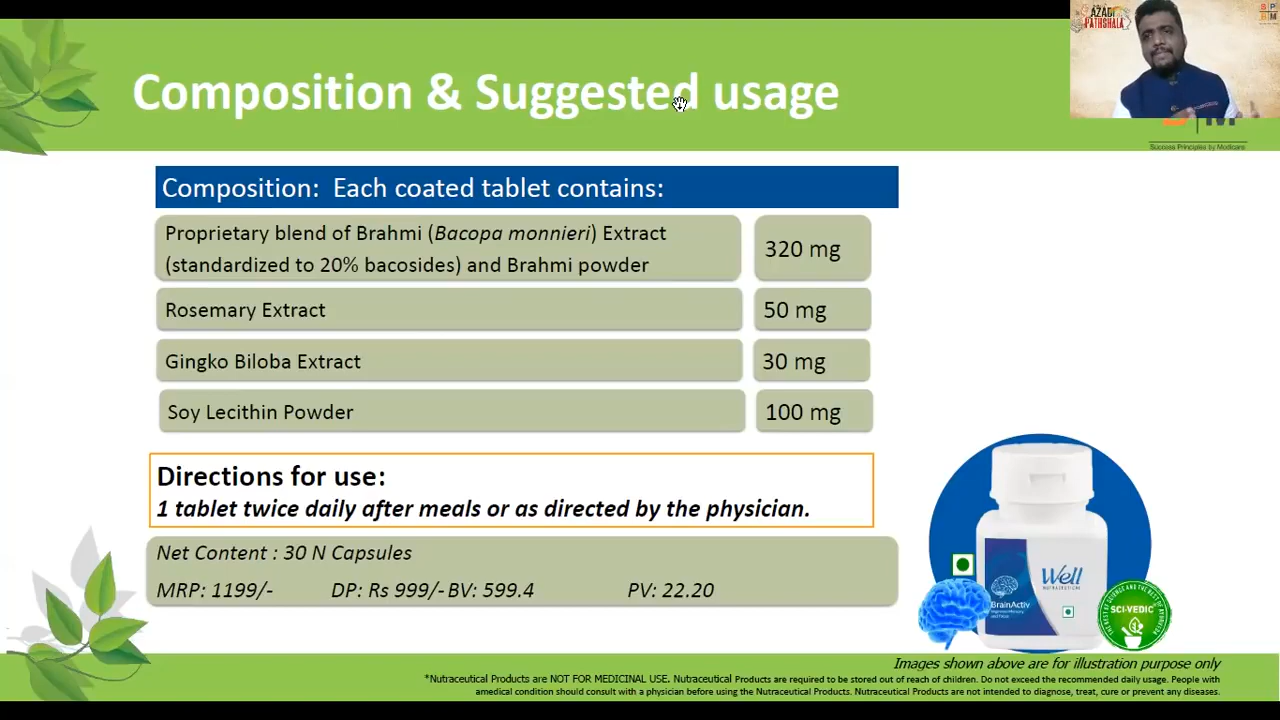 AZADI
PATHSHALA
Composition & Suggested usage
Success Principles by Medicare
Composition: Each coated tablet contains:
Proprietary blend of Brahmi (Bacopa monnieri) Extract
(standardized to 20% bacosides) and Brahmi powder
320 mg
Rosemary Extract
50 mg
Gingko Biloba Extract
30 mg
Soy Lecithin Powder
100 mg
Directions for use:
1 tablet twice daily after meals or as directed by the physician.
Net Content : 30 N Capsules
MRP: 1199/- DP: Rs 999/- BV: 599.4 PV: 22.20
Well
BrainActiv
SCI-VEDIC
Images shown above are for illustration purpose only
*Nutraceutical Products are NOT FOR MEDICINAL USE. Nutraceutical Products are required to be stored out of reach of children. Do not exceed the recommended daily usage. People with
amedical condition should consult with a physician before using the Nutraceutical Products. Nutraceutical Products are not intended to diagnose, treat, cure or prevent any diseases.